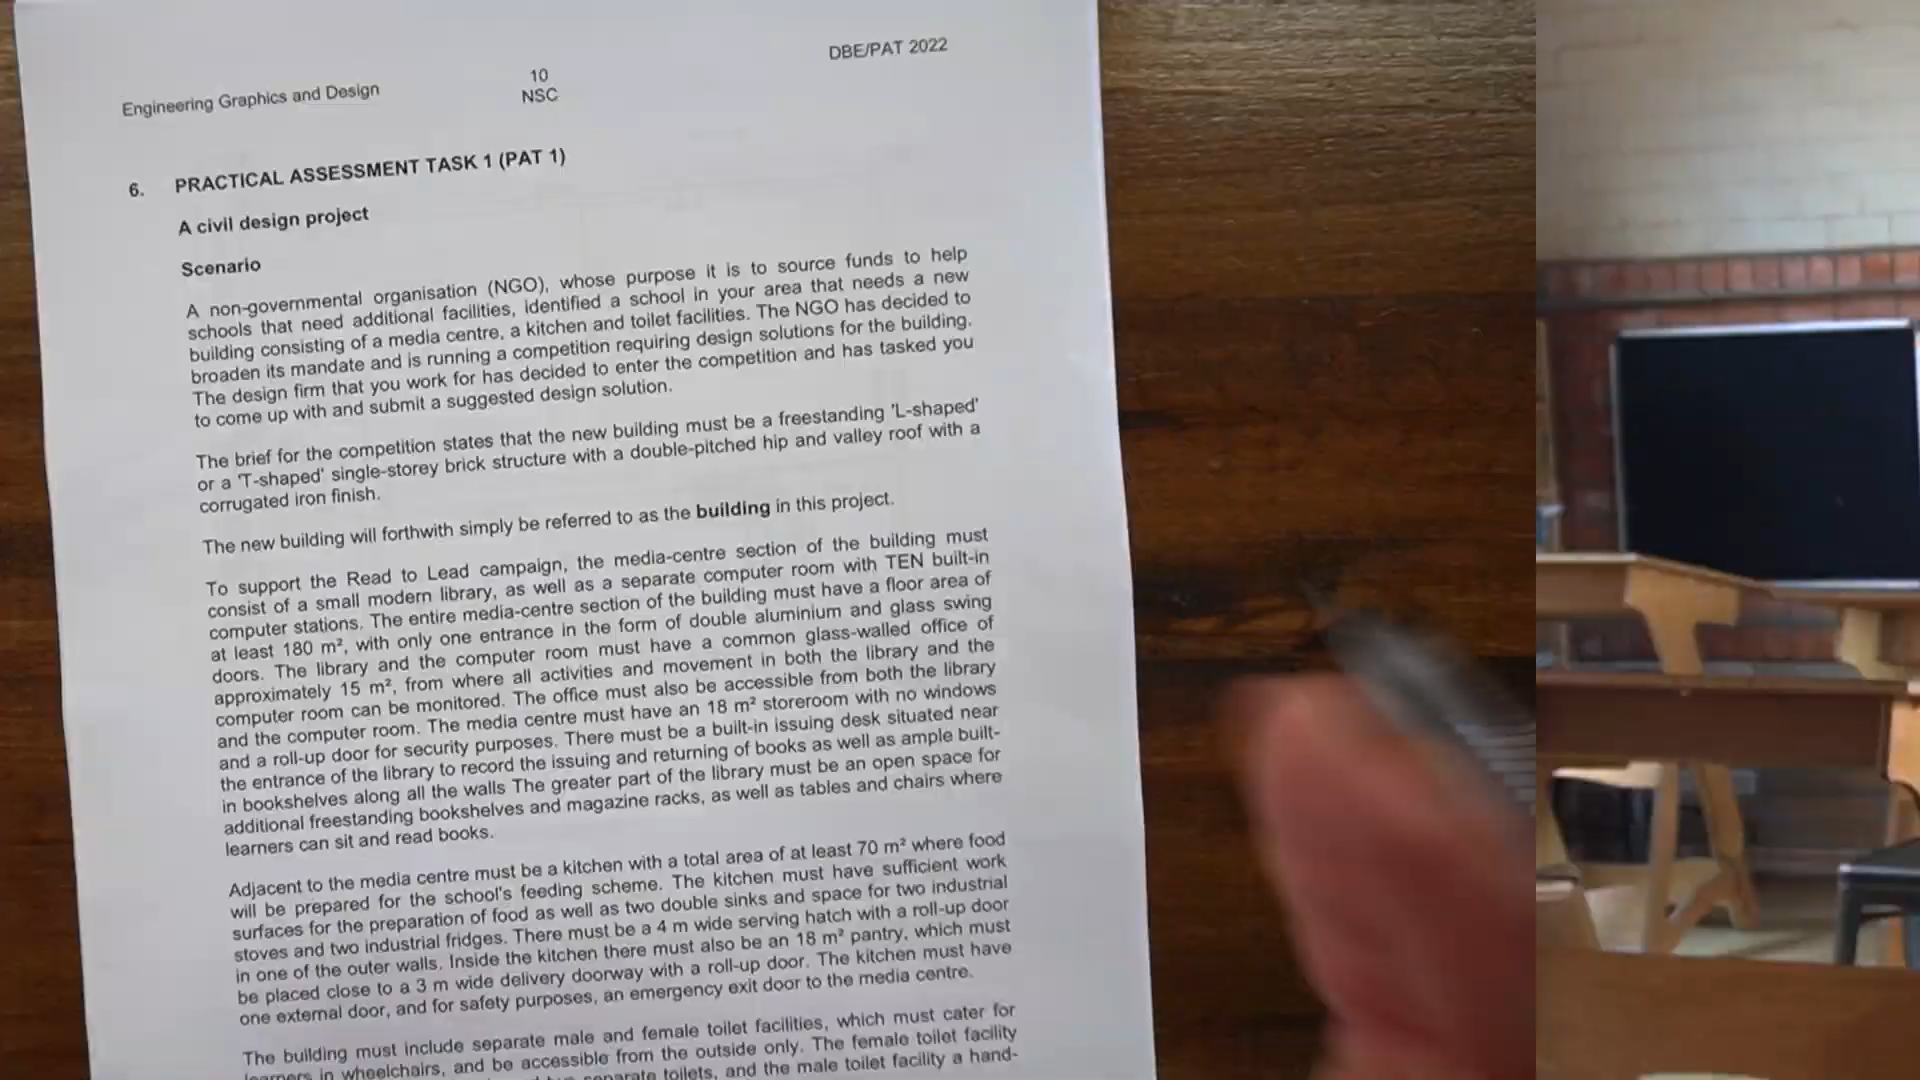 DBE/PAT 2022
Engineering Graphics and Design
10
NSC
6. PRACTICAL ASSESSMENT TASK 1 (PAT 1)
A civil design project
Scenario
A non-governmental organisation (NGO), whose purpose it is to source funds to help
schools that need additional facilities, identified a school in your area that needs a new
building consisting of a media centre, a kitchen and toilet facilities. The NGO has decided to
broaden its mandate and is running a competition requiring design solutions for the building.
The design firm that you work for has decided to enter the competition and has tasked you
to come up with and submit a suggested design solution.
The brief for the competition states that the new building must be a freestanding 'L-shaped'
or a 'T-shaped' single-storey brick structure with a double-pitched hip and valley roof with a
corrugated iron finish.
The new building will forthwith simply be referred to as the building in this project.
To support the Read to Lead campaign, the media-centre section of the building must
consist of a small modern library, as well as a separate computer room with TEN built-in
computer stations. The entire media-centre section of the building must have a floor area of
at least 180 m², with only one entrance in the form of double aluminium and glass swing
doors. The library and the computer room must have a common glass-walled office of
approximately 15 m², from where all activities and movement in both the library and the
computer room can be monitored. The office must also be accessible from both the library
and the computer room. The media centre must have an 18 m² storeroom with no windows
and a roll-up door for security purposes. There must be a built-in issuing desk situated near
the entrance of the library to record the issuing and returning of books as well as ample built-
in bookshelves along all the walls The greater part of the library must be an open space for
additional freestanding bookshelves and magazine racks, as well as tables and chairs where
learners can sit and read books.
Adjacent to the media centre must be a kitchen with a total area of at least 70 m² where food
will be prepared for the school's feeding scheme. The kitchen must have sufficient work
surfaces for the preparation of food as well as two double sinks and space for two industrial
stoves and two industrial fridges. There must be a 4 m wide serving hatch with a roll-up door
in one of the outer walls. Inside the kitchen there must also be an 18 m² pantry, which must
be placed close to a 3 m wide delivery doorway with a roll-up door. The kitchen must have
one external door, and for safety purposes, an emergency exit door to the media centre.
The building must include separate male and female toilet facilities, which must cater for
learners in wheelchairs, and be accessible from the outside only. The female toilet facility
separate toilets, and the male toilet facility a hand-